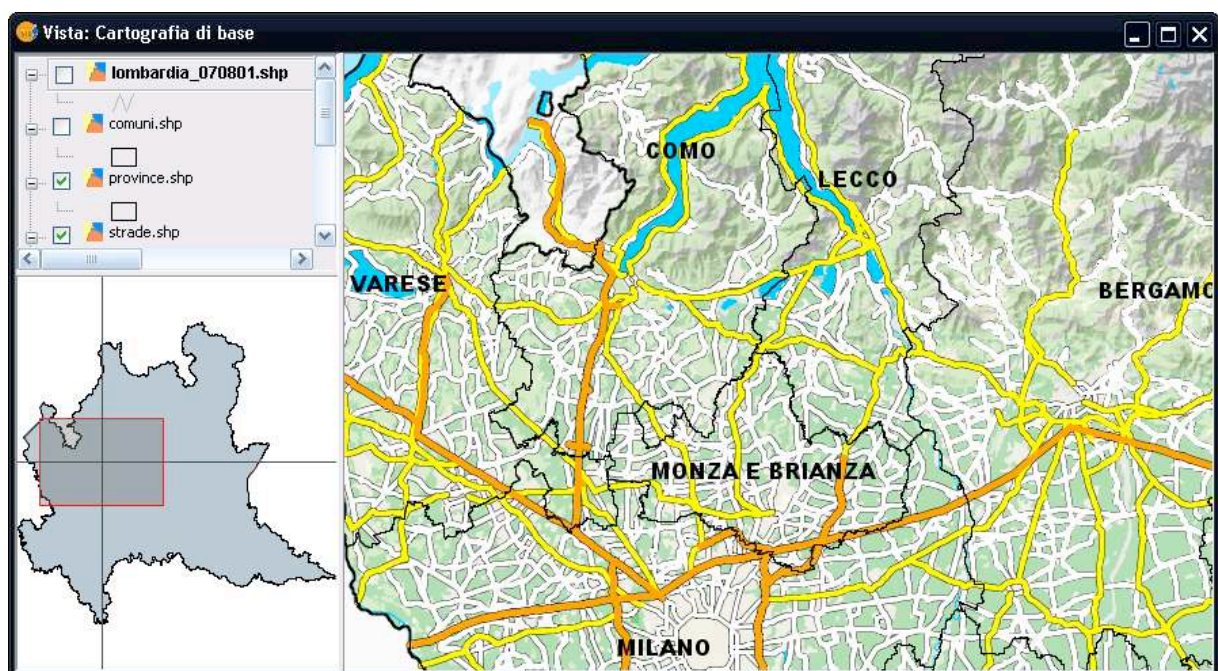 Vista: Cartografia di base
lombardia_070801.shp
comuni.shp
province.shp
strade.shp
COMO
LECCO
VARESE
BERGAMO
MONZA E BRIANZA
MILANO